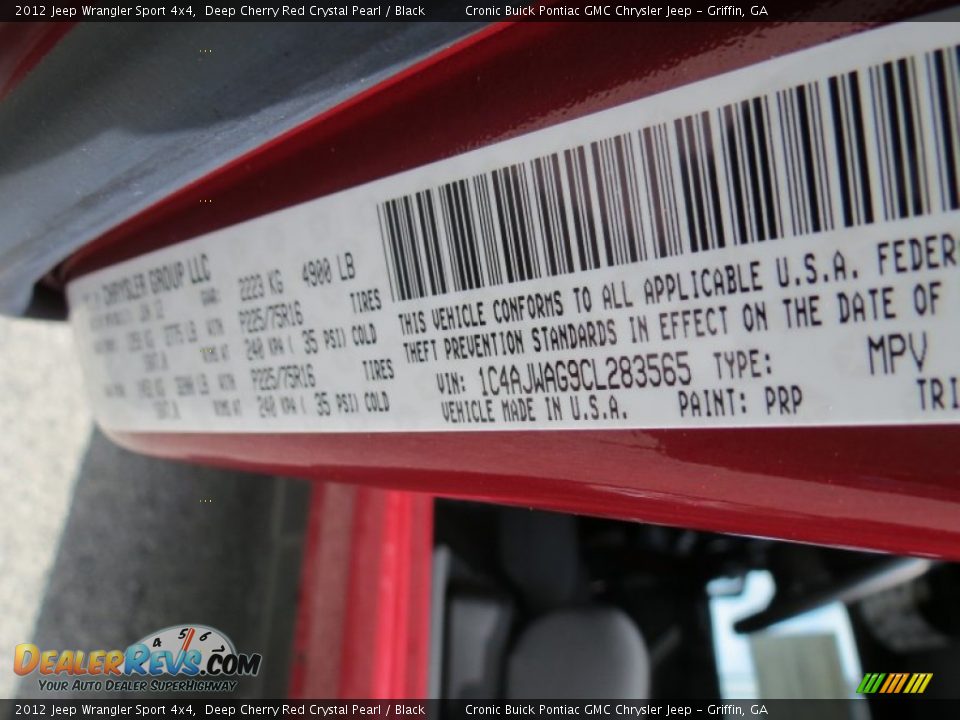 2012 Jeep Wrangler Sport 4x4,  Deep Cherry Red Crystal Pearl / Black        Cronic Buick Pontiac GMC Chrysler Jeep - Griffin, GA
CHRYSLER GROUP LLC
2223 KG  4900 LB
P225/75R16  TIRES
240 KPA ( 35 PSI) COLD
P225/75R16  TIRES
240 KPA ( 35 PSI) COLD
THIS VEHICLE CONFORMS TO ALL APPLICABLE U.S.A. FEDER
THEFT PREVENTION STANDARDS IN EFFECT ON THE DATE OF
VIN: 1C4AJWAG9CL283565  TYPE: MPV
VEHICLE MADE IN U.S.A.  PAINT: PRP  TRI
4 5 6
DealerRevs.com
Your Auto Dealer SuperHighway
2012 Jeep Wrangler Sport 4x4,  Deep Cherry Red Crystal Pearl / Black        Cronic Buick Pontiac GMC Chrysler Jeep - Griffin, GA